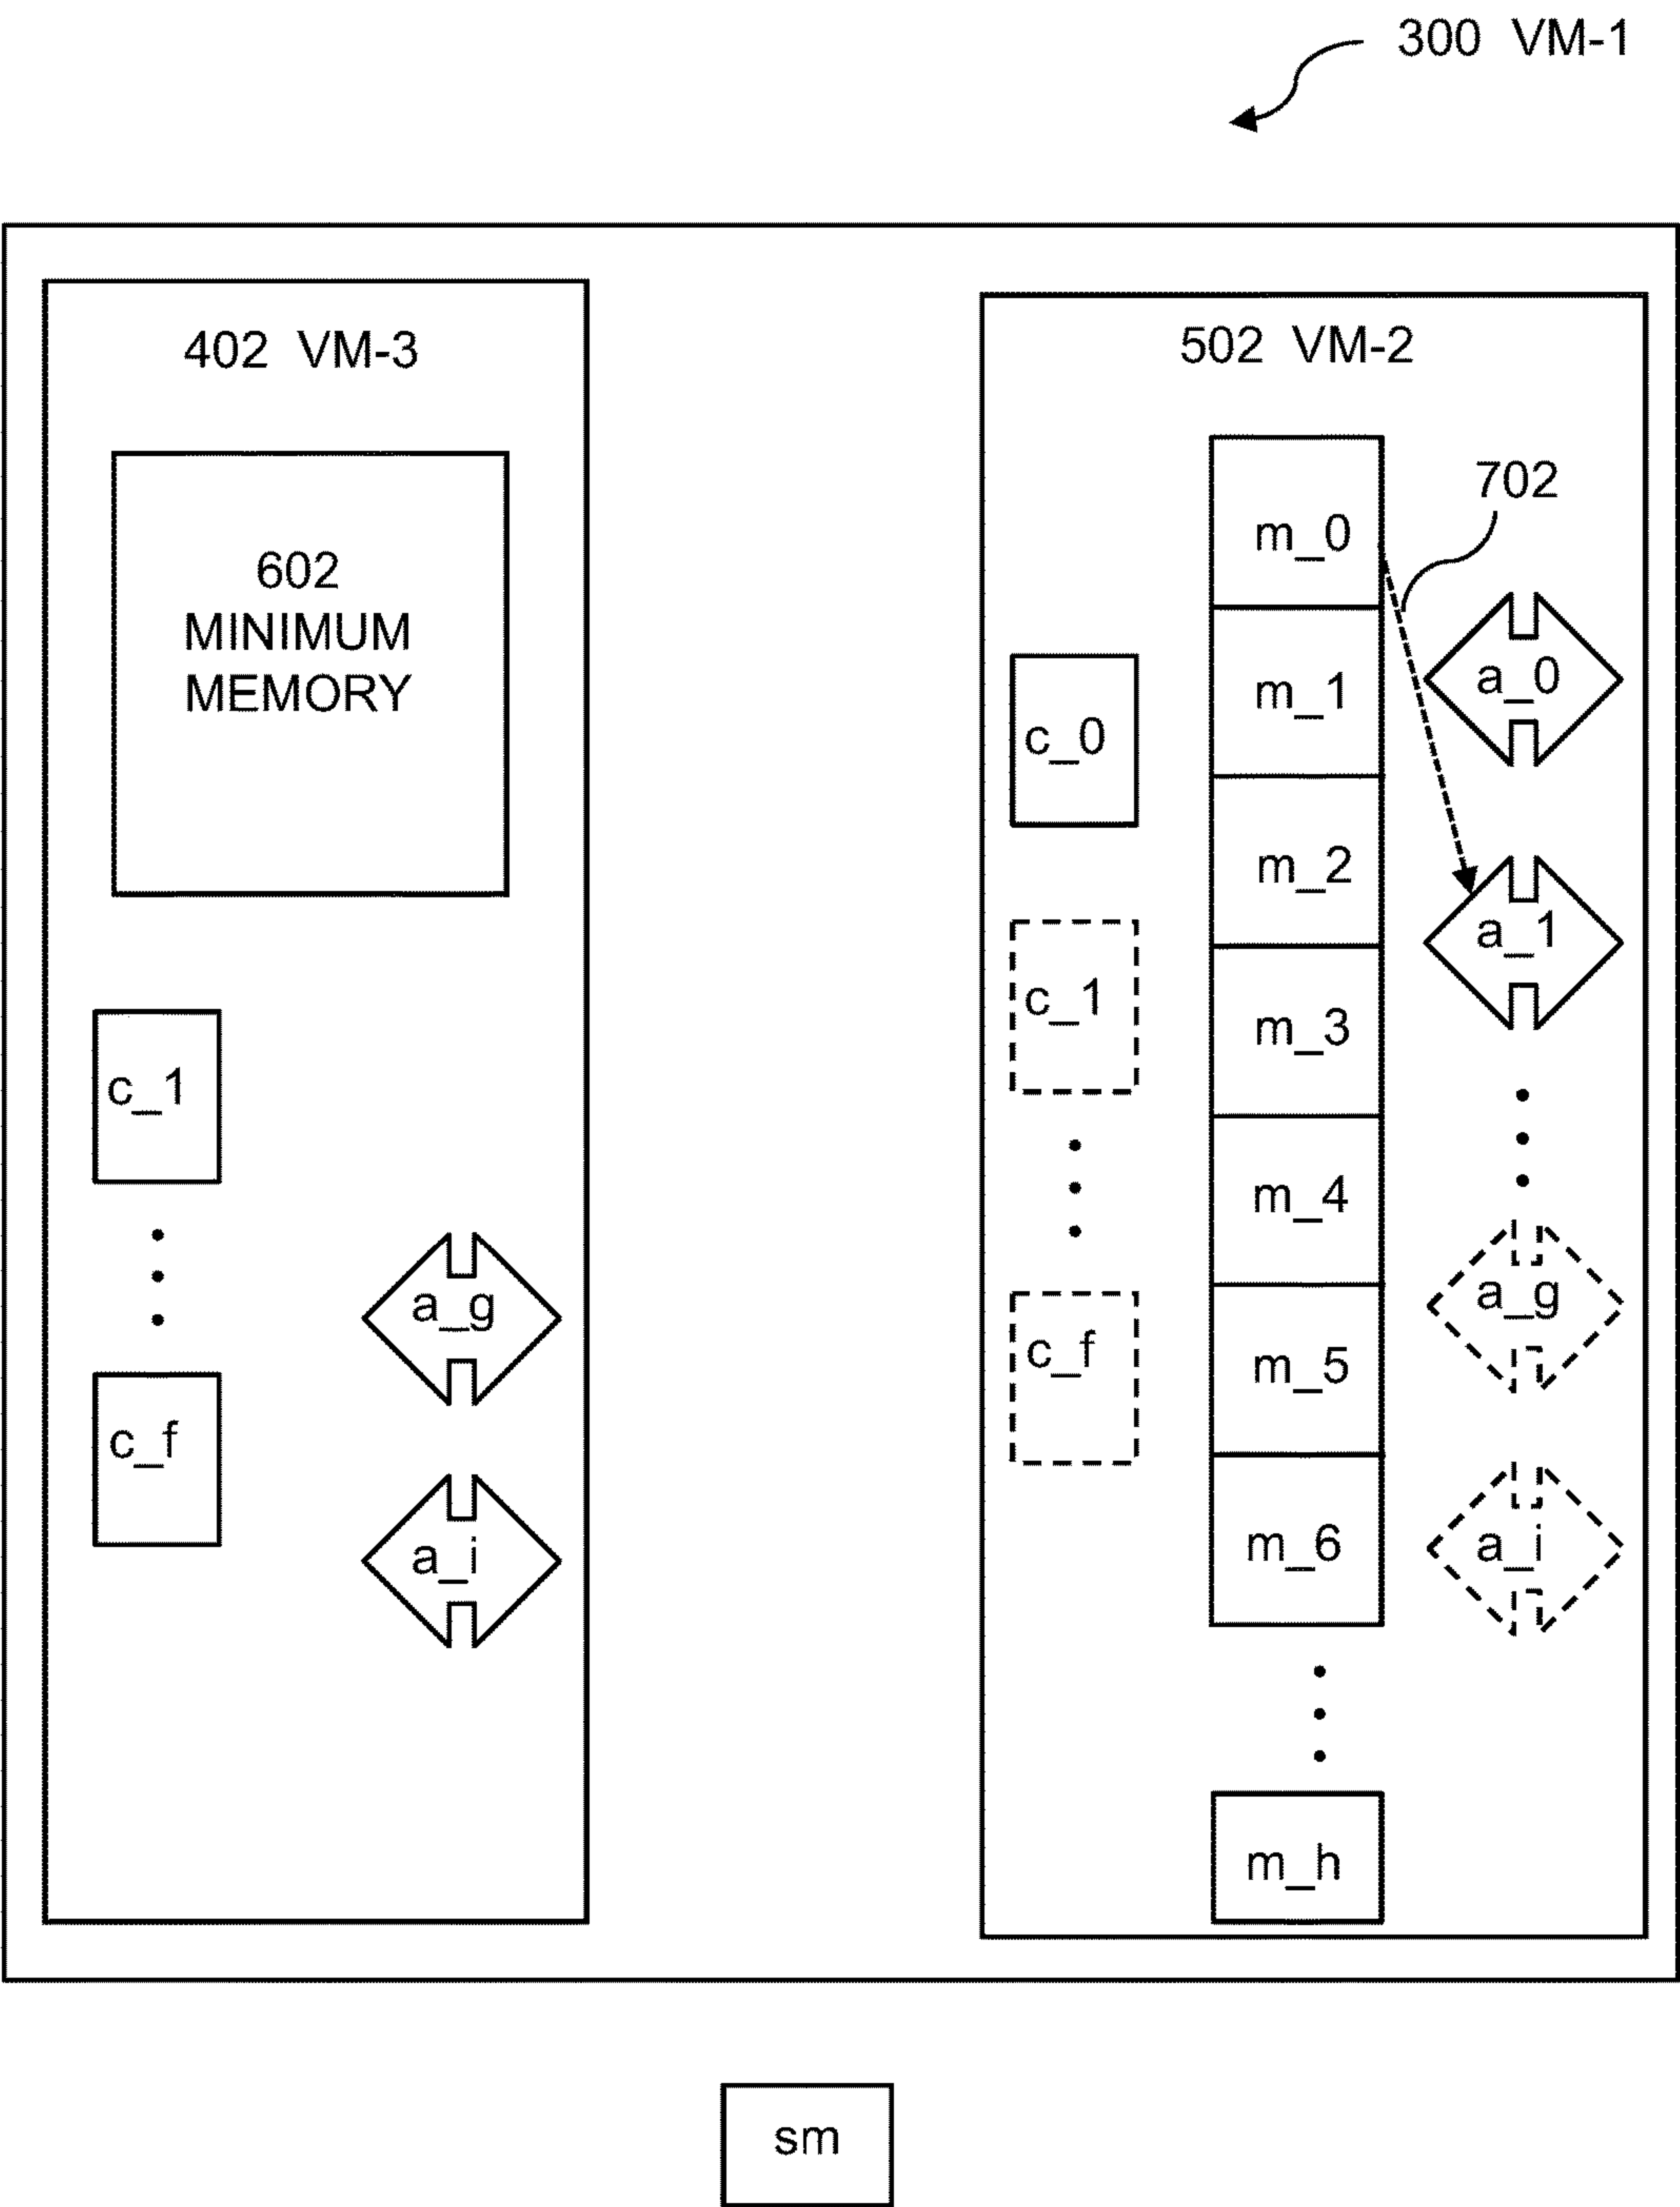 300 VM-1
402 VM-3
602
MINIMUM
MEMORY
c_1
c_f
a_g
a_i
502 VM-2
702
c_0
c_1
c_f
m_0
m_1
m_2
m_3
m_4
m_5
m_6
m_h
a_0
a_1
a_g
a_i
sm